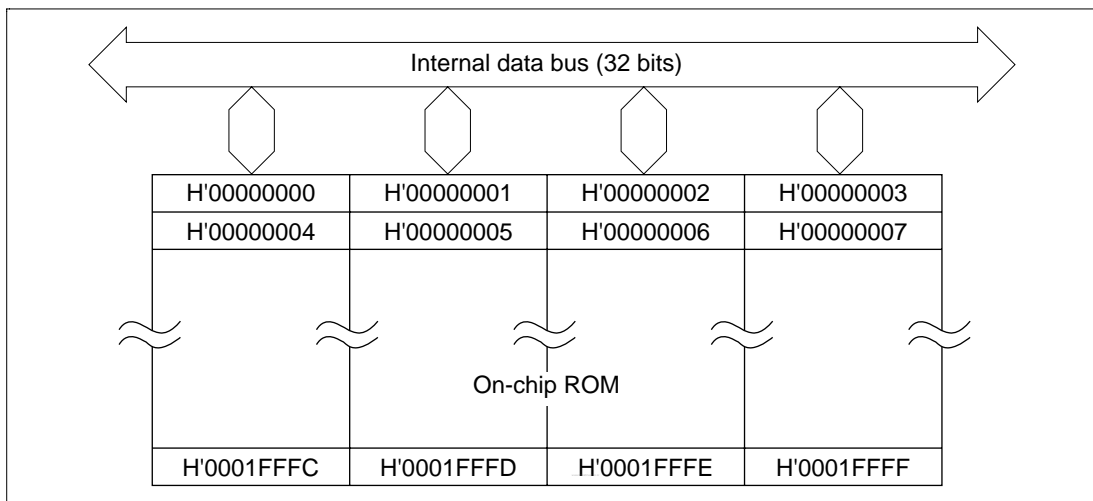 Internal data bus (32 bits)
H'00000000 H'00000001 H'00000002 H'00000003
H'00000004 H'00000005 H'00000006 H'00000007
On-chip ROM
H'0001FFFC H'0001FFFD H'0001FFFE H'0001FFFF